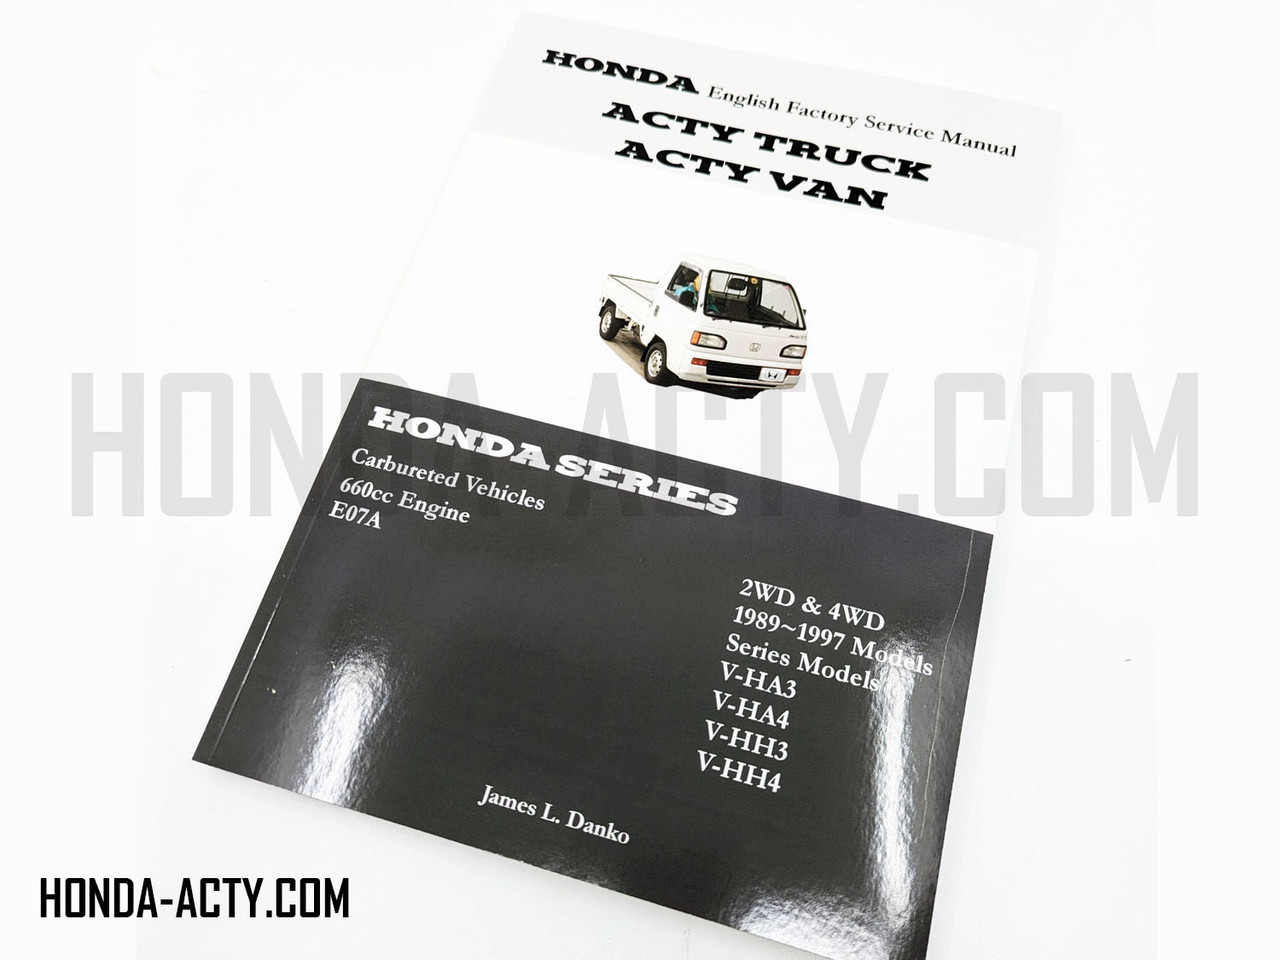 HONDA English Factory Service Manual
ACTY TRUCK
ACTY VAN
HONDA-ACTY.COM
HONDA SERIES
Carbureted Vehicles
660cc Engine
E07A
2WD & 4WD
1989~1997 Models
Series Models
V-HA3
V-HA4
V-HH3
V-HH4
James L. Danko
HONDA-ACTY.COM